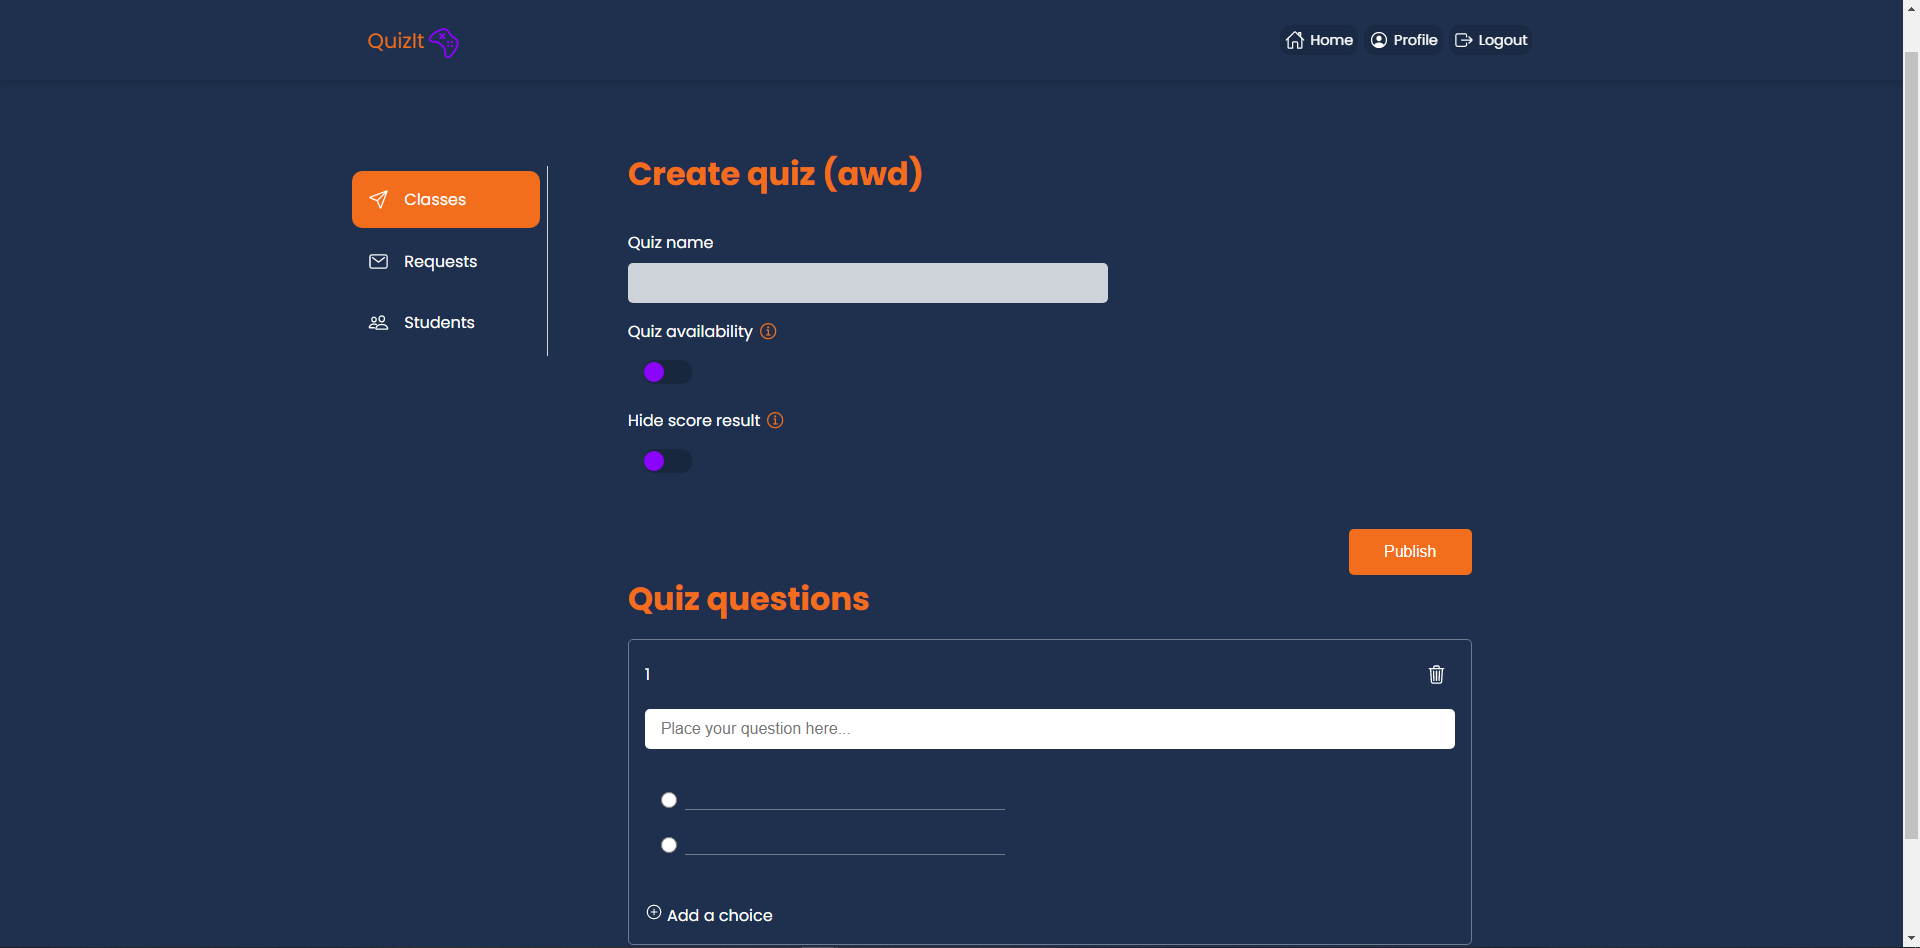 QuizIt
Home Profile Logout
Classes
Requests
Students
Create quiz (awd)
Quiz name
Quiz availability
Hide score result
Publish
Quiz questions
1
Place your question here...
Add a choice